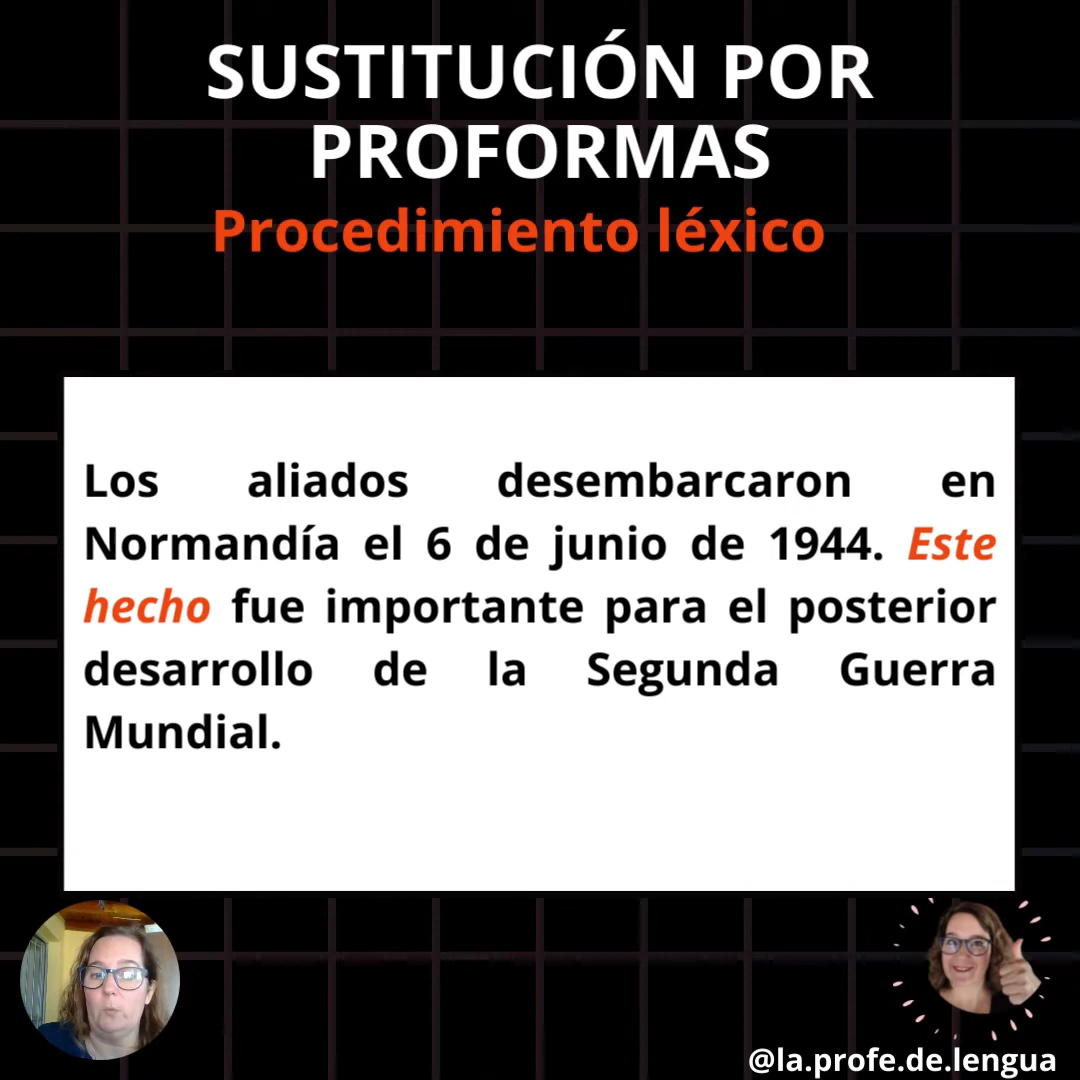 SUSTITUCIÓN POR
PROFORMAS
Procedimiento léxico
Los aliados desembarcaron en
Normandía el 6 de junio de 1944. Este
hecho fue importante para el posterior
desarrollo de la Segunda Guerra
Mundial.
@la.profe.de.lengua